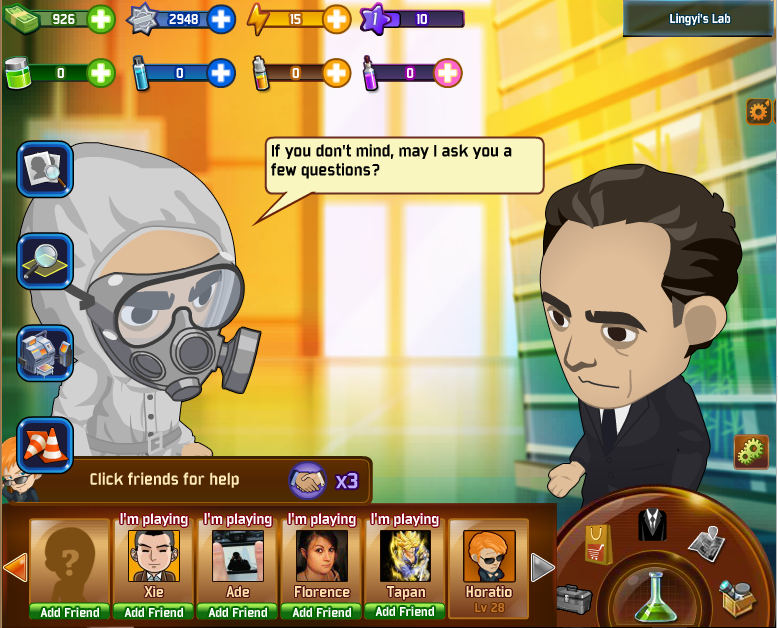 926
2948
15
1
10
Lingyi's Lab
0
0
0
0
If you don't mind, may I ask you a
few questions?
Click friends for help
x3
I'm playing
I'm playing
I'm playing
I'm playing
?
Xie
Ade
Florence
Tapan
Horatio
Lv 28
Add Friend
Add Friend
Add Friend
Add Friend
Add Friend